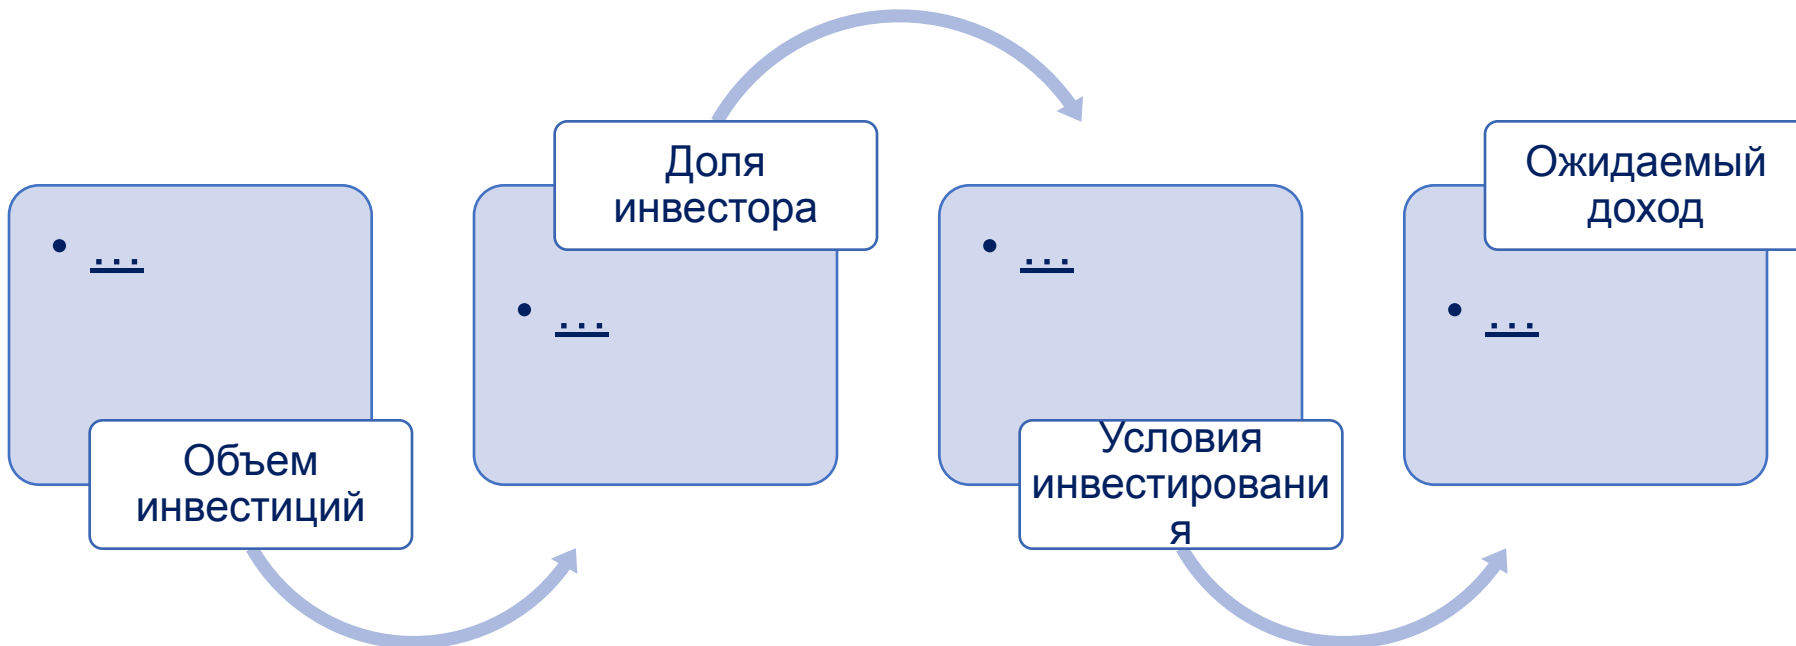 • ...
Объем
инвестиций
Доля
инвестора
• ...
• ...
Условия
инвестировани
я
Ожидаемый
доход
• ...